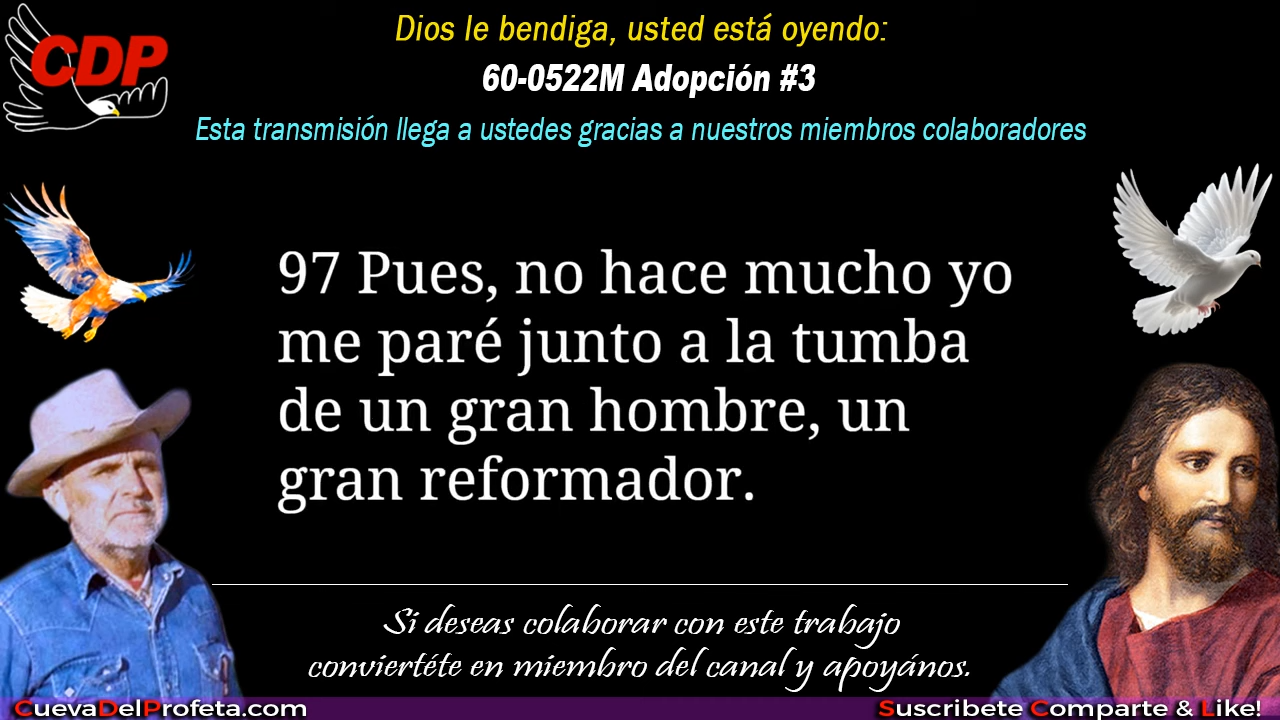 CDP
Dios le bendiga, usted está oyendo:
60-0522M Adopción #3
Esta transmisión llega a ustedes gracias a nuestros miembros colaboradores
97 Pues, no hace mucho yo
me paré junto a la tumba
de un gran hombre, un
gran reformador.
Si deseas colaborar con este trabajo
conviertéte en miembro del canal y apoyános.
CuevaDelProfeta.com
Suscribete Comparte & Like!